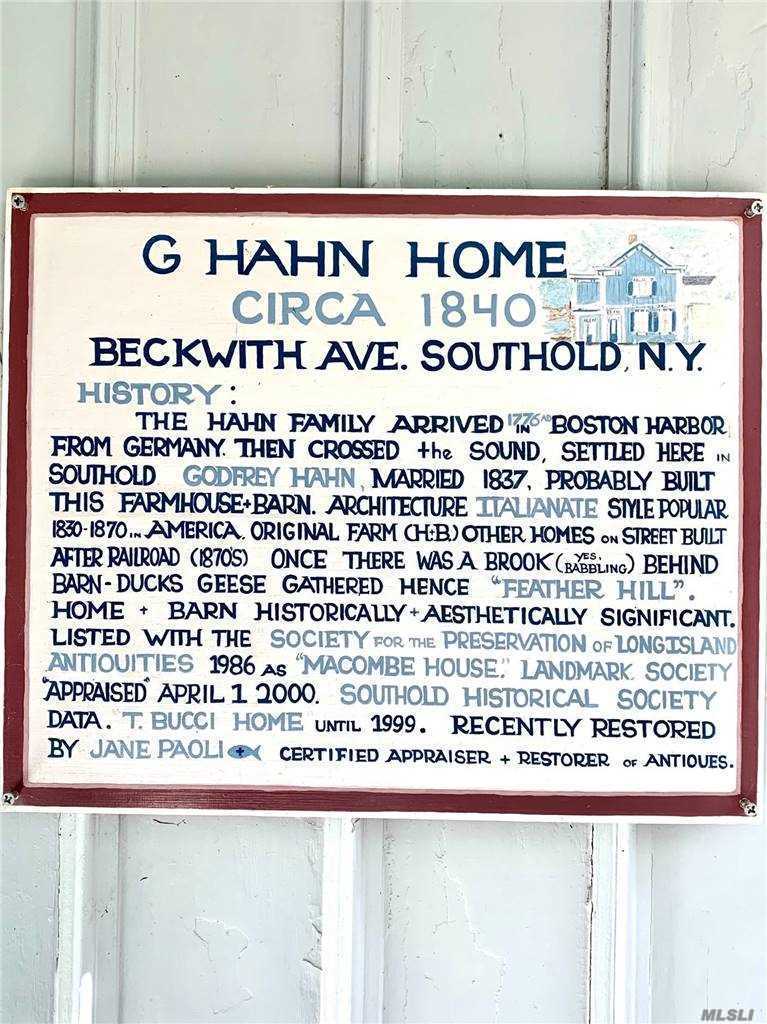 G HAHN HOME
CIRCA 1840
BECKWITH AVE. SOUTHOLD, N.Y.
HISTORY:
THE HAHN FAMILY ARRIVED IN 1776 AD BOSTON HARBOR
FROM GERMANY. THEN CROSSED the SOUND, SETTLED HERE IN
SOUTHOLD GODFREY HAHN, MARRIED 1837, PROBABLY BUILT
THIS FARMHOUSE+BARN. ARCHITECTURE ITALIANATE STYLE POPULAR
1830-1870 IN AMERICA. ORIGINAL FARM (H+B) OTHER HOMES ON STREET BUILT
AFTER RAILROAD (1870'S) ONCE THERE WAS A BROOK (YES, BABBLING) BEHIND
BARN - DUCKS GEESE GATHERED HENCE "FEATHER HILL".
HOME + BARN HISTORICALLY + AESTHETICALLY SIGNIFICANT.
LISTED WITH THE SOCIETY FOR THE PRESERVATION OF LONG ISLAND
ANTIQUITIES 1986 AS "MACOMBE HOUSE." LANDMARK SOCIETY
"APPRAISED" APRIL 1 2000. SOUTHOLD HISTORICAL SOCIETY
DATA. "T. BUCCI HOME UNTIL 1999. RECENTLY RESTORED
BY JANE PAOLI CERTIFIED APPRAISER + RESTORER OF ANTIQUES.
MLSLI